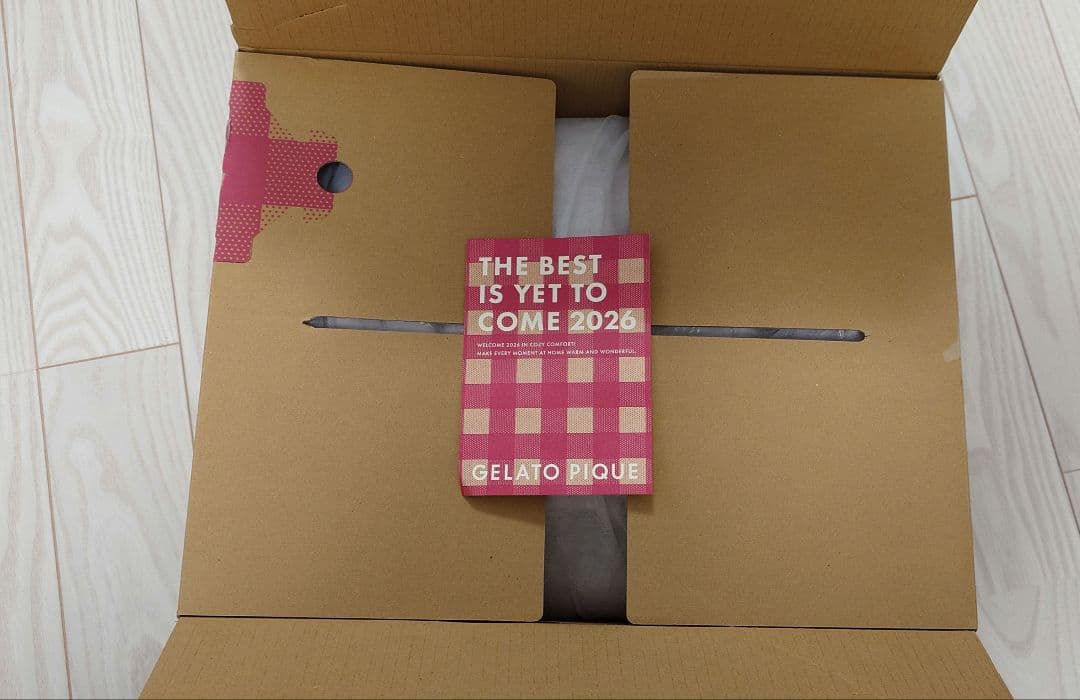 THE BEST
IS YET TO
COME 2026
WELCOME 2026 IN COZY COMFORT!
MAKE EVERY MOMENT AT HOME WARM AND WONDERFUL.
GELATO PIQUE